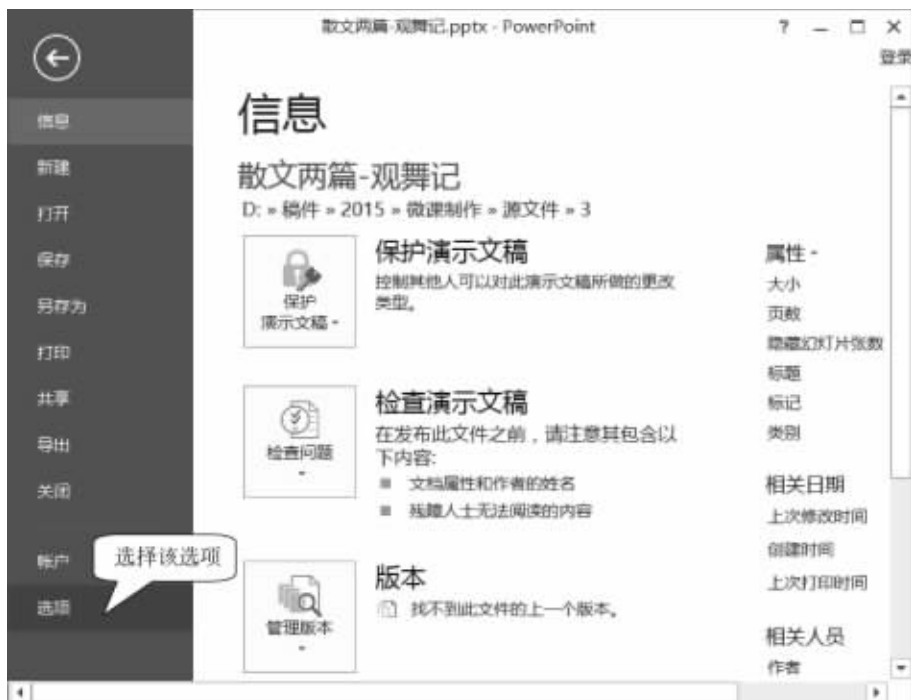 散文两篇-观舞记.pptx - PowerPoint
?
登录
信息
新建
打开
保存
另存为
打印
共享
导出
关闭
帐户
选项
选择该选项
信息
散文两篇-观舞记
D: » 稿件 » 2015 » 微课制作 » 源文件 » 3
保护
演示文稿
保护演示文稿
控制其他人可以对此演示文稿所做的更改
类型。
检查问题
检查演示文稿
在发布此文件之前，请注意其包含以
下内容:
文档属性和作者的姓名
残障人士无法阅读的内容
管理版本
版本
找不到此文件的上一个版本。
属性
大小
页数
隐藏幻灯片张数
标题
标记
类别
相关日期
上次修改时间
创建时间
上次打印时间
相关人员
作者